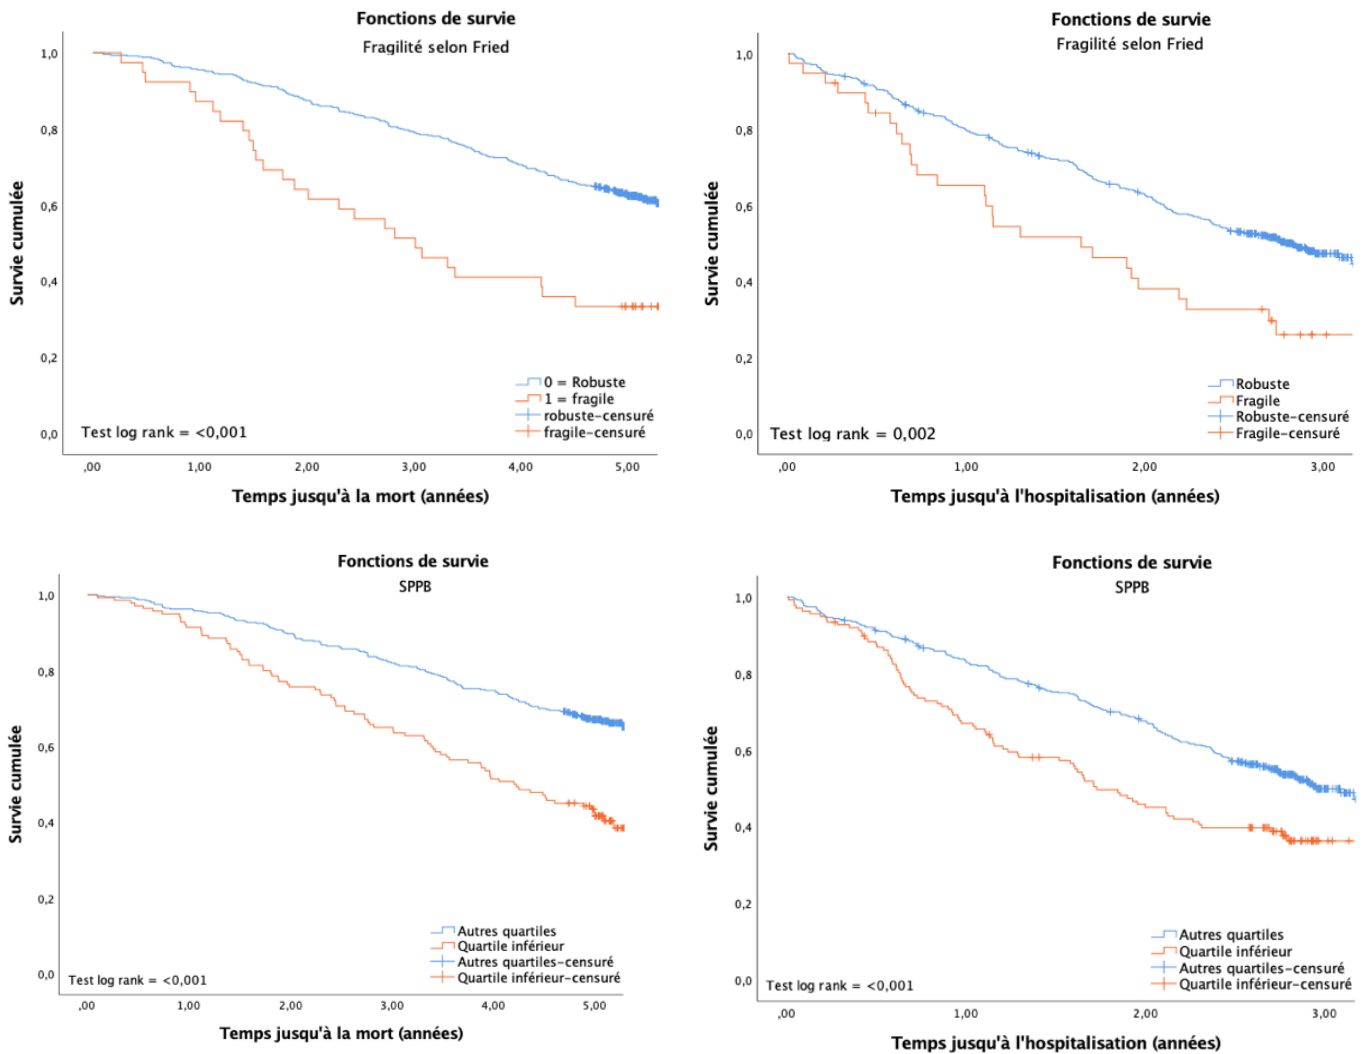 Fonctions de survie
Fragilité selon Fried
1,0
0,8
0,6
0,4
0,2
0,0
Survie cumulée
0 = Robuste
1 = fragile
robuste-censuré
fragile-censuré
Test log rank = <0,001
,00
1,00
2,00
3,00
4,00
5,00
Temps jusqu'à la mort (années)
Fonctions de survie
Fragilité selon Fried
1,0
0,8
0,6
0,4
0,2
0,0
Survie cumulée
Robuste
Fragile
Robuste-censuré
Fragile-censuré
Test log rank = 0,002
,00
1,00
2,00
3,00
Temps jusqu'à l'hospitalisation (années)
Fonctions de survie
SPPB
1,0
0,8
0,6
0,4
0,2
0,0
Survie cumulée
Autres quartiles
Quartile inférieur
Autres quartiles-censuré
Quartile inférieur-censuré
Test log rank = <0,001
,00
1,00
2,00
3,00
4,00
5,00
Temps jusqu'à la mort (années)
Fonctions de survie
SPPB
1,0
0,8
0,6
0,4
0,2
0,0
Survie cumulée
Autres quartiles
Quartile inférieur
Autres quartiles-censuré
Quartile inférieur-censuré
Test log rank = <0,001
,00
1,00
2,00
3,00
Temps jusqu'à l'hospitalisation (années)